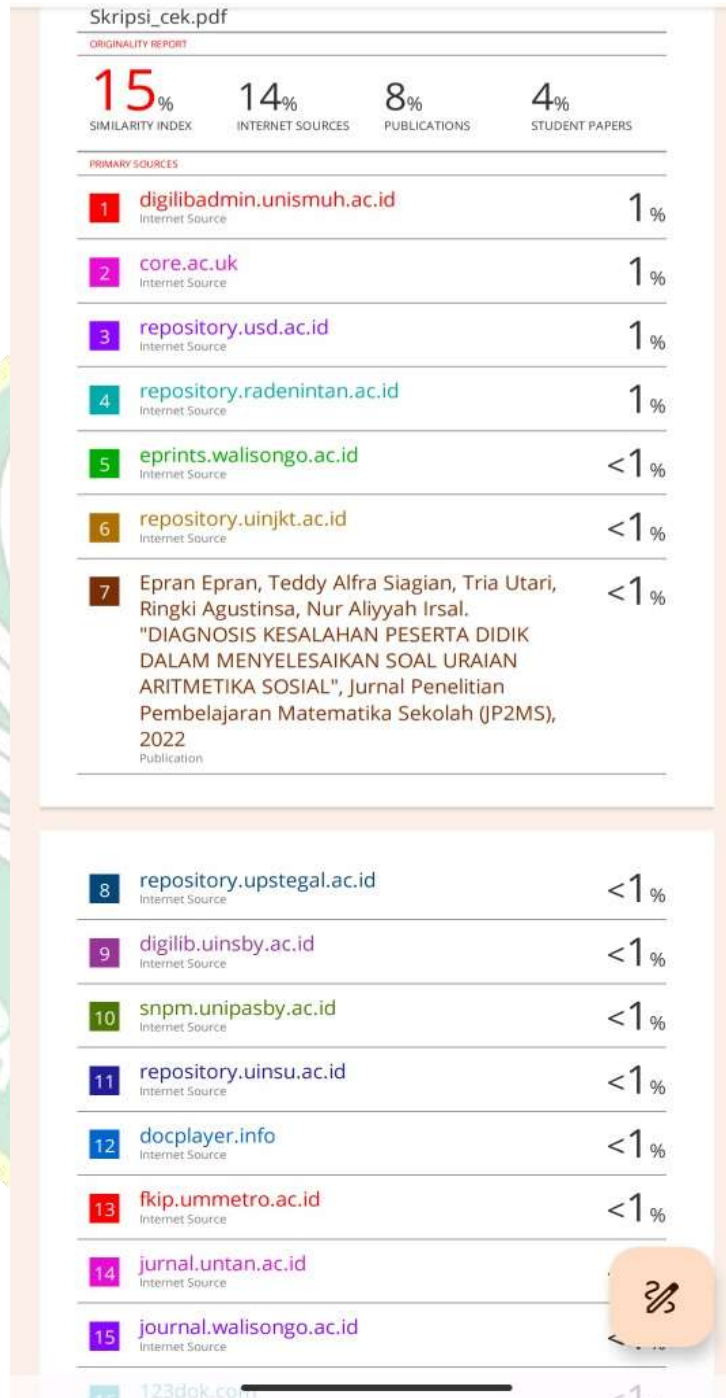 Skripsi_cek.pdf
ORIGINALITY REPORT
15%
SIMILARITY INDEX
14%
INTERNET SOURCES
8%
PUBLICATIONS
4%
STUDENT PAPERS
PRIMARY SOURCES
1 digilibadmin.unismuh.ac.id 1%
Internet Source
2 core.ac.uk 1%
Internet Source
3 repository.usd.ac.id 1%
Internet Source
4 repository.radenintan.ac.id 1%
Internet Source
5 eprints.walisongo.ac.id <1%
Internet Source
6 repository.uinjkt.ac.id <1%
Internet Source
7 Epran Epran, Teddy Alfra Siagian, Tria Utari, <1%
Ringki Agustinsa, Nur Aliyyah Irsal.
"DIAGNOSIS KESALAHAN PESERTA DIDIK
DALAM MENYELESAIKAN SOAL URAIAN
ARITMETIKA SOSIAL", Jurnal Penelitian
Pembelajaran Matematika Sekolah (JP2MS),
2022
Publication
8 repository.upstegal.ac.id <1%
Internet Source
9 digilib.uinsby.ac.id <1%
Internet Source
10 snpm.unipasby.ac.id <1%
Internet Source
11 repository.uinsu.ac.id <1%
Internet Source
12 docplayer.info <1%
Internet Source
13 fkip.ummetro.ac.id <1%
Internet Source
14 jurnal.untan.ac.id
Internet Source
15 journal.walisongo.ac.id
Internet Source
123dok.com